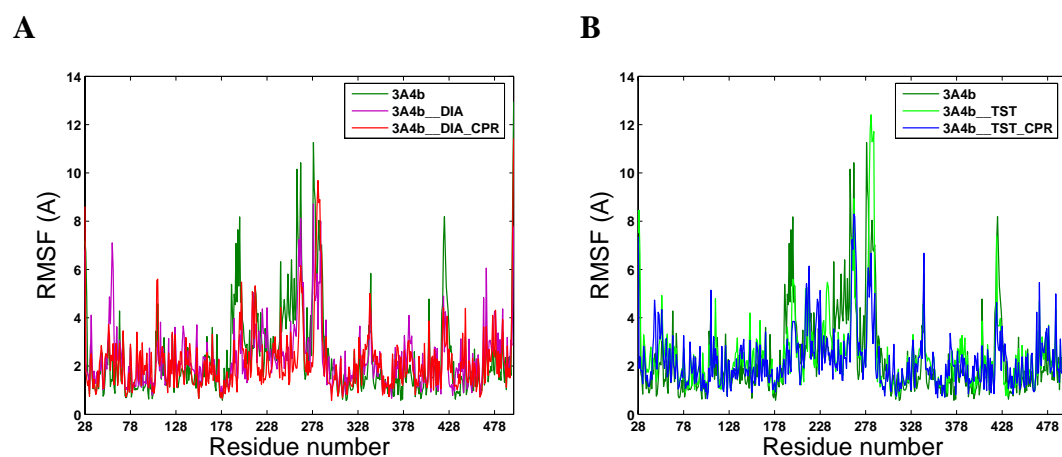 A
B
14
12
10
8
6
4
2
0
RMSF (A)
3A4b
3A4b__DIA
3A4b__DIA_CPR
28 78 128 178 228 278 328 378 428 478
Residue number
14
12
10
8
6
4
2
0
RMSF (A)
3A4b
3A4b__TST
3A4b__TST_CPR
28 78 128 178 228 278 328 378 428 478
Residue number